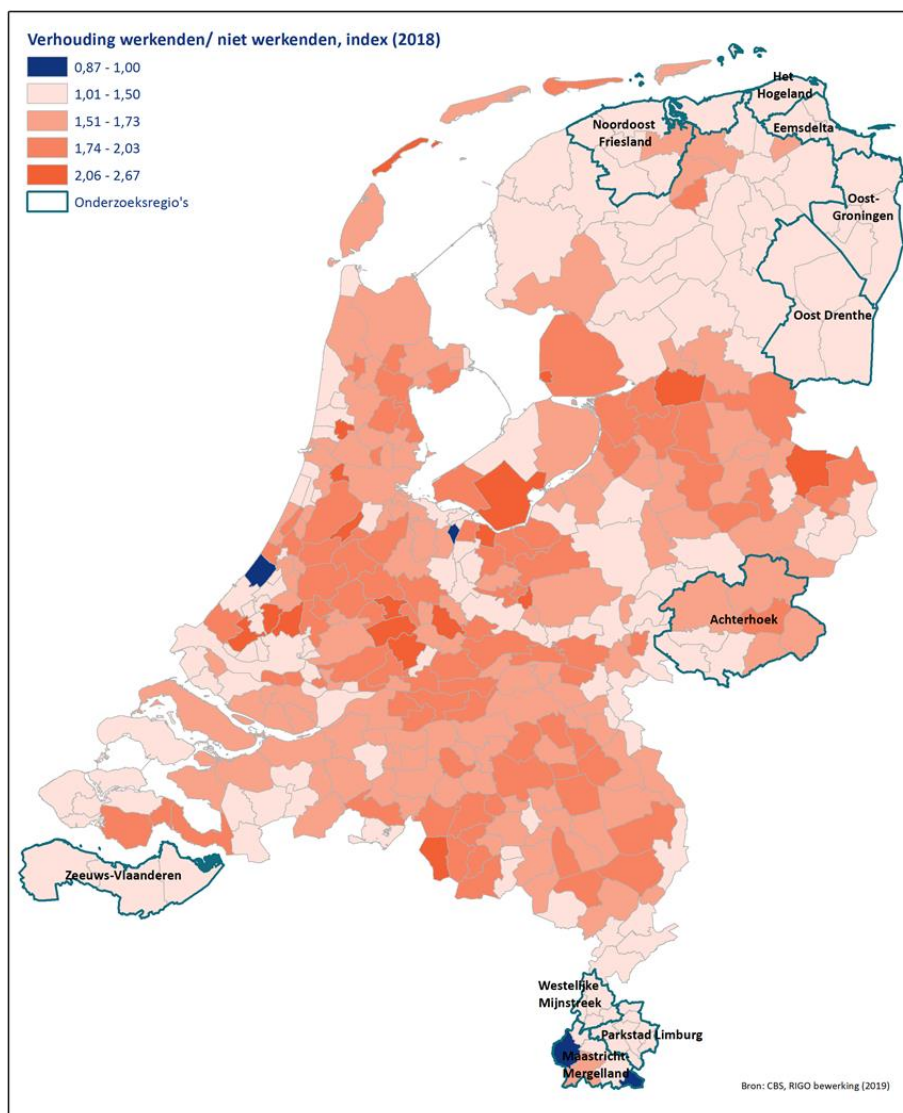 Verhouding werkenden/ niet werkenden, index (2018)
0,87 - 1,00
1,01 - 1,50
1,51 - 1,73
1,74 - 2,03
2,06 - 2,67
Onderzoeksregio's
Het
Hogeland
Noordoost
Friesland
Eemsdelta
Oost-
Groningen
Oost Drenthe
Achterhoek
Zeeuws-Vlaanderen
Westelijke
Mijnstreek
Parkstad Limburg
Maastricht-
Mergelland
Bron: CBS, RIGO bewerking (2019)